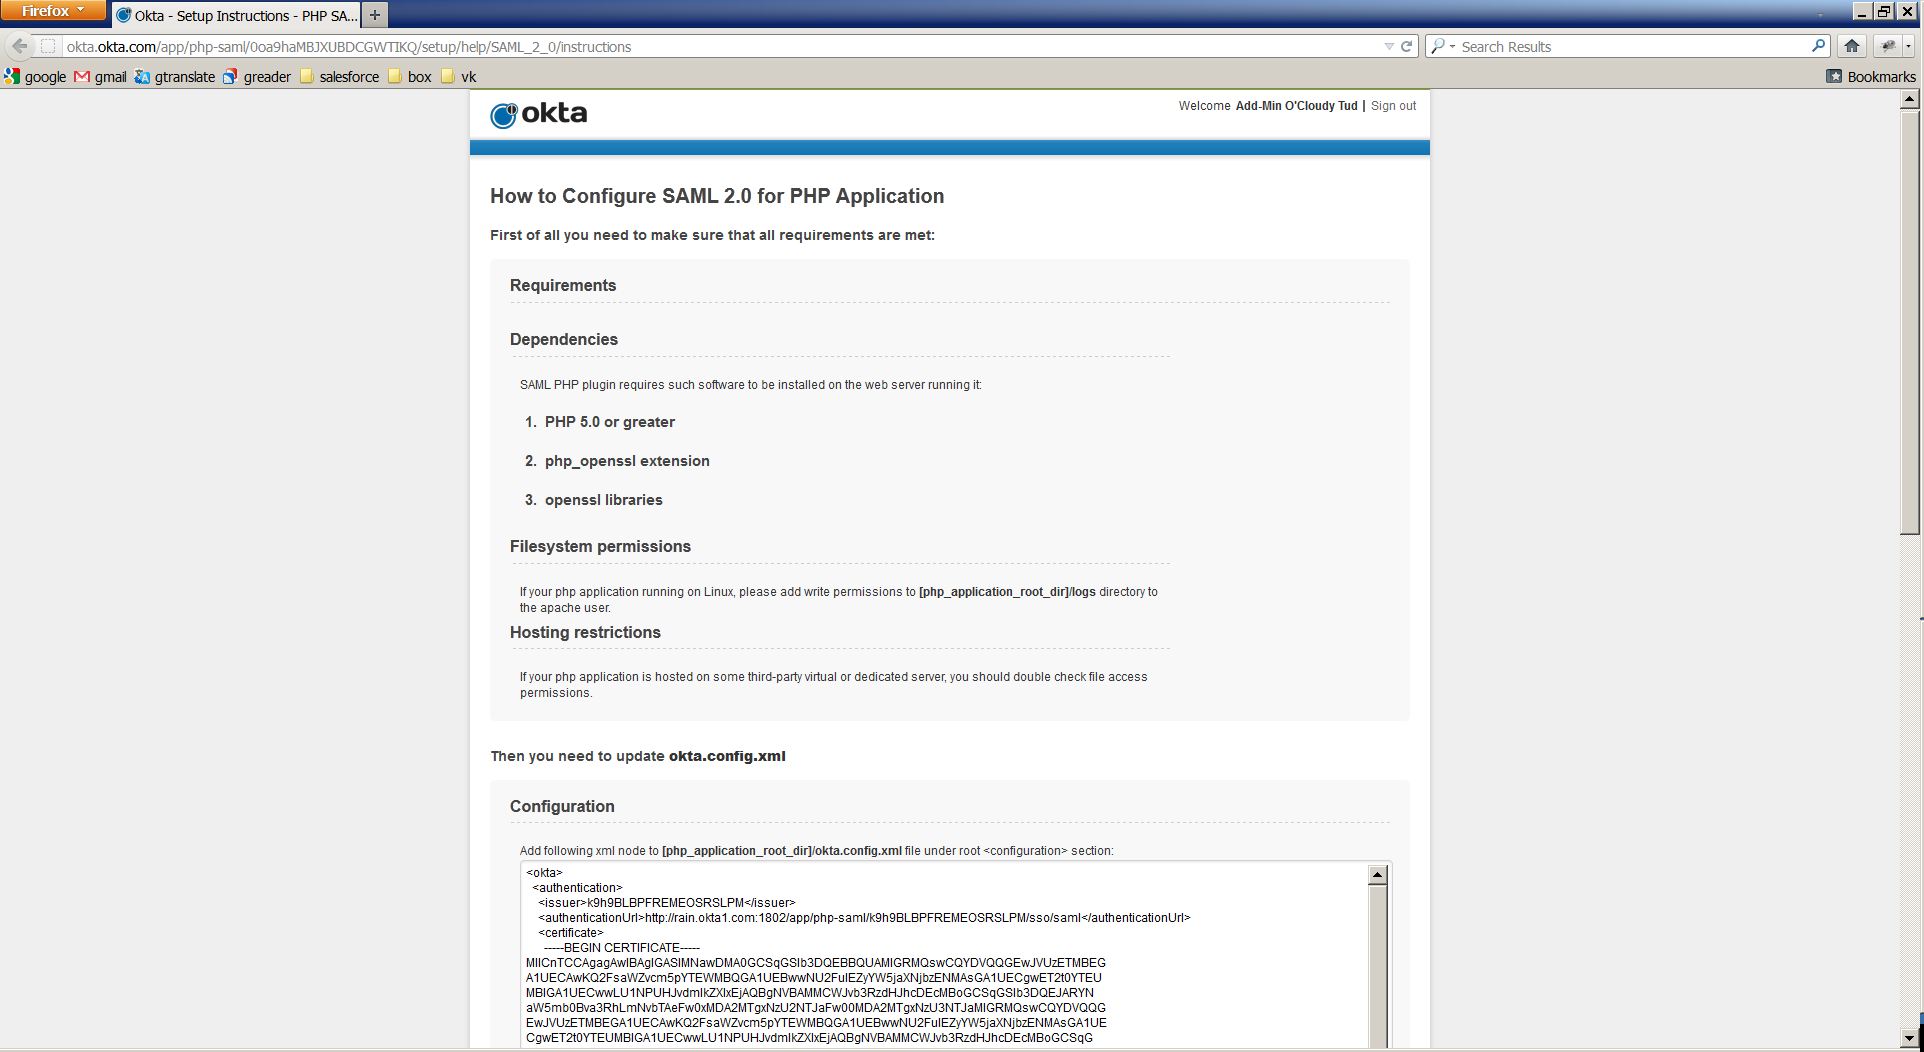 Firefox
Okta - Setup Instructions - PHP SA...
okta.okta.com/app/php-saml/0oa9haMBJXUBDCGWTIKQ/setup/help/SAML_2_0/instructions
Search Results
google gmail gtranslate greader salesforce box vk
Bookmarks
okta
Welcome Add-Min O'Cloudy Tud | Sign out
How to Configure SAML 2.0 for PHP Application
First of all you need to make sure that all requirements are met:
Requirements
Dependencies
SAML PHP plugin requires such software to be installed on the web server running it:
1. PHP 5.0 or greater
2. php_openssl extension
3. openssl libraries
Filesystem permissions
If your php application running on Linux, please add write permissions to [php_application_root_dir]/logs directory to
the apache user.
Hosting restrictions
If your php application is hosted on some third-party virtual or dedicated server, you should double check file access
permissions.
Then you need to update okta.config.xml
Configuration
Add following xml node to [php_application_root_dir]/okta.config.xml file under root <configuration> section:
<okta>
<authentication>
<issuer>k9h9BLBPFREMEOSRSLPM</issuer>
<authenticationUrl>http://rain.okta1.com:1802/app/php-saml/k9h9BLBPFREMEOSRSLPM/sso/saml</authenticationUrl>
<certificate>
-----BEGIN CERTIFICATE-----
MIICnTCCAgagAwIBAgIGASlMNawDMA0GCSqGSIb3DQEBBQUAMIGRMQswCQYDVQQGEwJVUzETMBEG
A1UECAwKQ2FsaWZvcm5pYTEWMBQGA1UEBwwNU2FuIEZyYW5jaXNjbzENMAsGA1UECgwET2t0YTEU
MBIGA1UECwwLU1NPUHJvdmlkZXIxEjAQBgNVBAMMCWJvb3RzdHJhcDEcMBoGCSqGSIb3DQEJARYN
aW5mb0Bva3RhLmNvbTAeFw0xMDA2MTgxNzU2NTJaFw00MDA2MTgxNzU3NTJaMIGRMQswCQYDVQQG
EwJVUzETMBEGA1UECAwKQ2FsaWZvcm5pYTEWMBQGA1UEBwwNU2FuIEZyYW5jaXNjbzENMAsGA1UE
CgwET2t0YTEUMBIGA1UECwwLU1NPUHJvdmlkZXIxEjAQBgNVBAMMCWJvb3RzdHJhcDEcMBoGCSqG